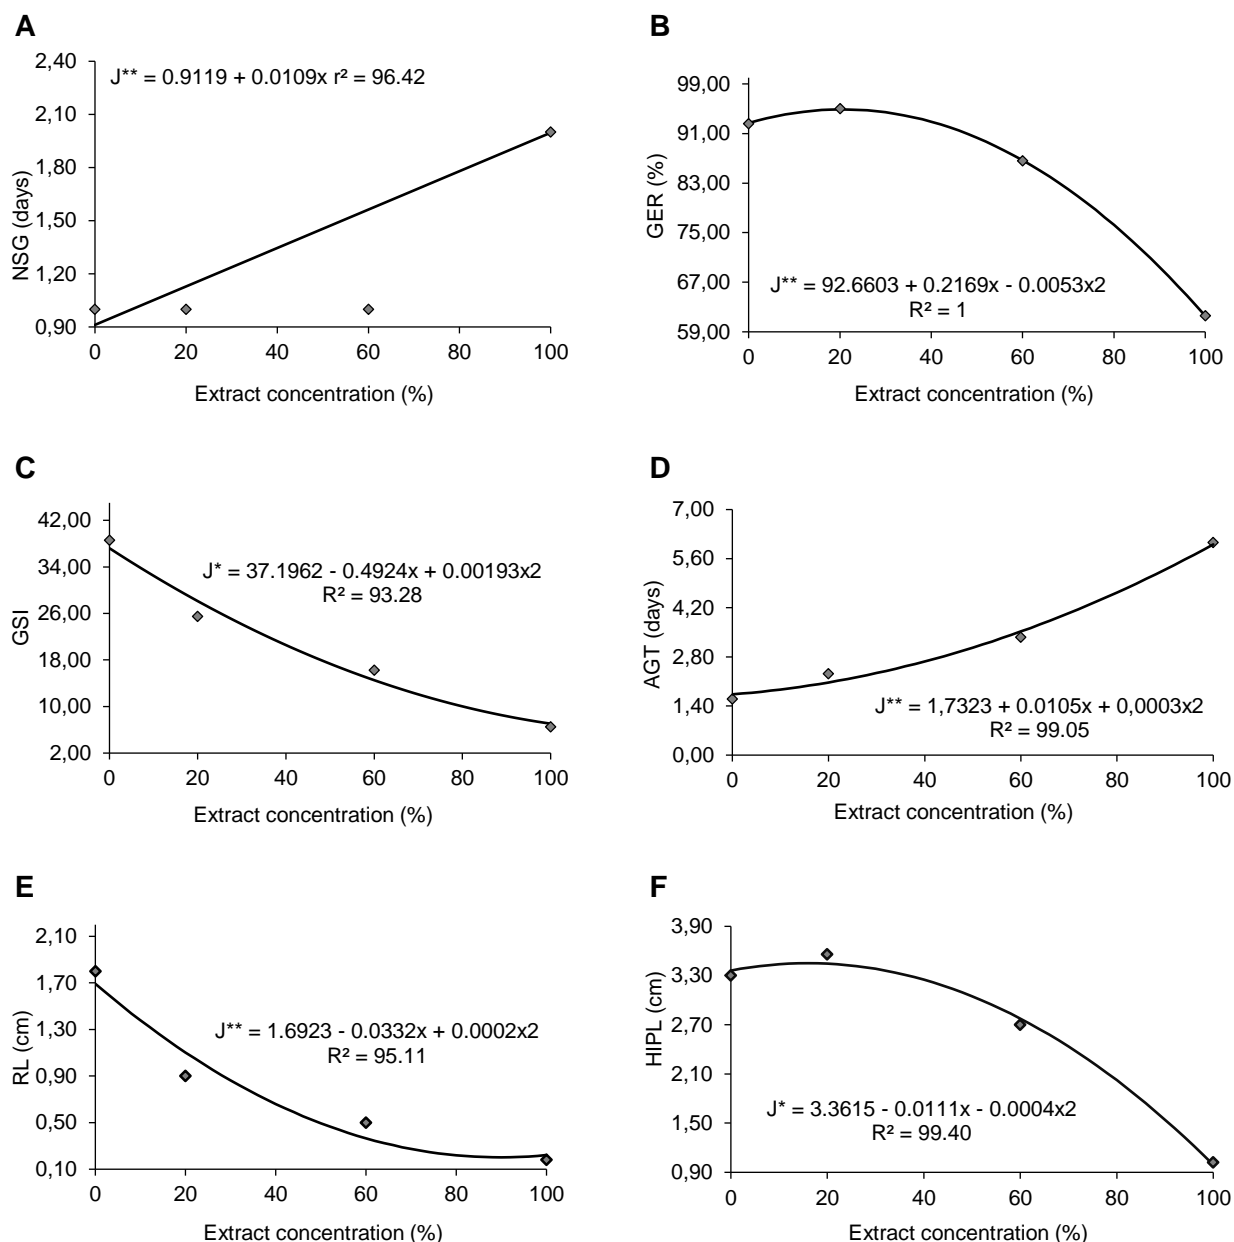 A
2,40
2,10
1,80
1,50
1,20
0,90
NSG (days)
J** = 0.9119 + 0.0109x r² = 96.42
0 20 40 60 80 100
Extract concentration (%)
B
99,00
91,00
83,00
75,00
67,00
59,00
GER (%)
J** = 92.6603 + 0.2169x - 0.0053x2
R² = 1
0 20 40 60 80 100
Extract concentration (%)
C
42,00
34,00
26,00
18,00
10,00
2,00
GSI
J* = 37.1962 - 0.4924x + 0.00193x2
R² = 93.28
0 20 40 60 80 100
Extract concentration (%)
D
7,00
5,60
4,20
2,80
1,40
0,00
AGT (days)
J** = 1,7323 + 0.0105x + 0,0003x2
R² = 99.05
0 20 40 60 80 100
Extract concentration (%)
E
2,10
1,70
1,30
0,90
0,50
0,10
RL (cm)
J** = 1.6923 - 0.0332x + 0.0002x2
R² = 95.11
0 20 40 60 80 100
Extract concentration (%)
F
3,90
3,30
2,70
2,10
1,50
0,90
HIPL (cm)
J* = 3.3615 - 0.0111x - 0.0004x2
R² = 99.40
0 20 40 60 80 100
Extract concentration (%)